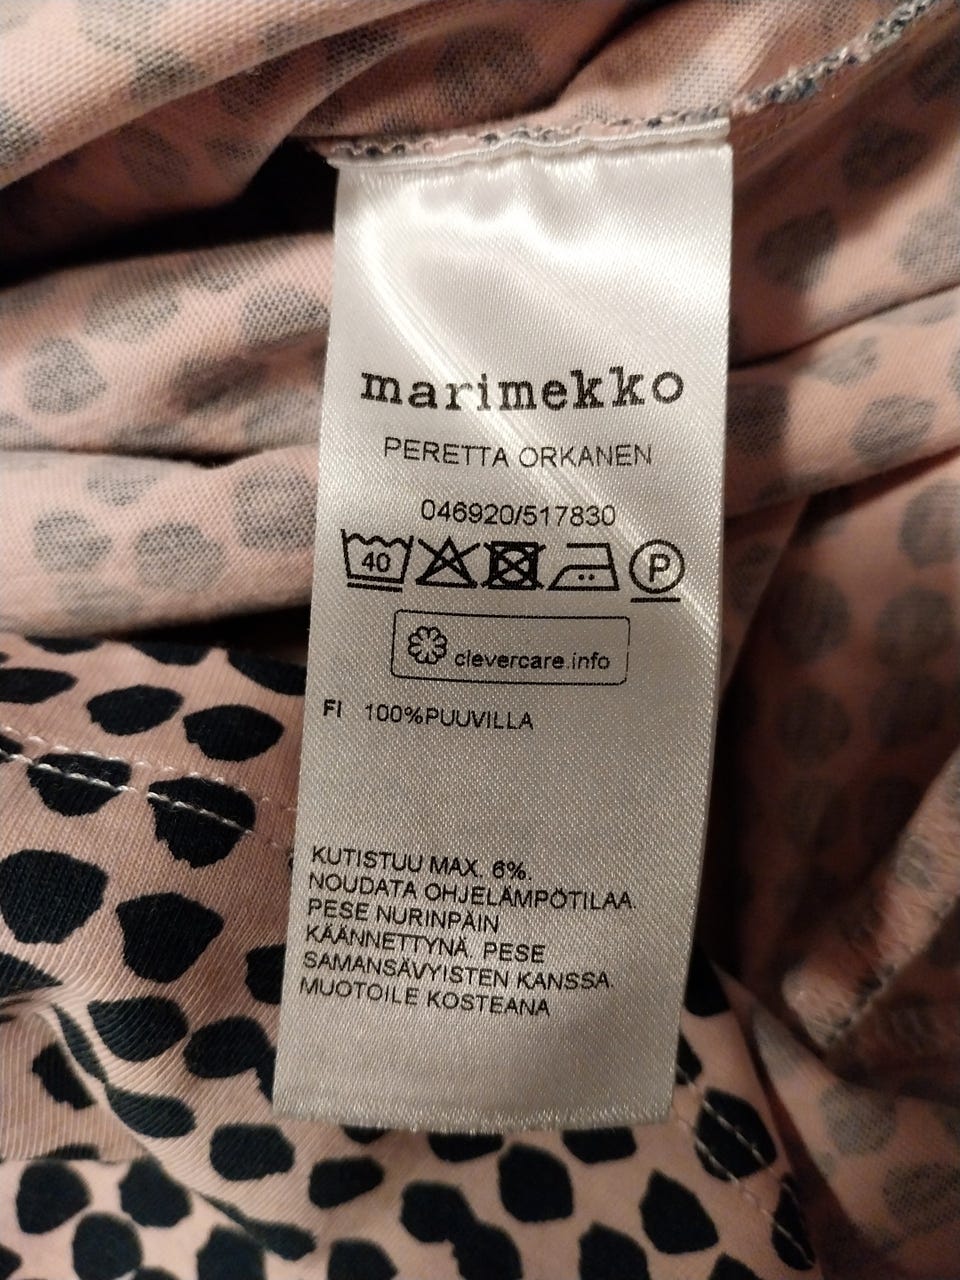 marimekko
PERETTA ORKANEN
046920/517830
40 P
clevercare.info
FI 100%PUUVILLA
KUTISTUU MAX. 6%.
NOUDATA OHJELÄMPÖTILAA.
PESE NURINPÄIN
KÄÄNNETTYNÄ. PESE
SAMANSÄVYISTEN KANSSA.
MUOTOILE KOSTEANA